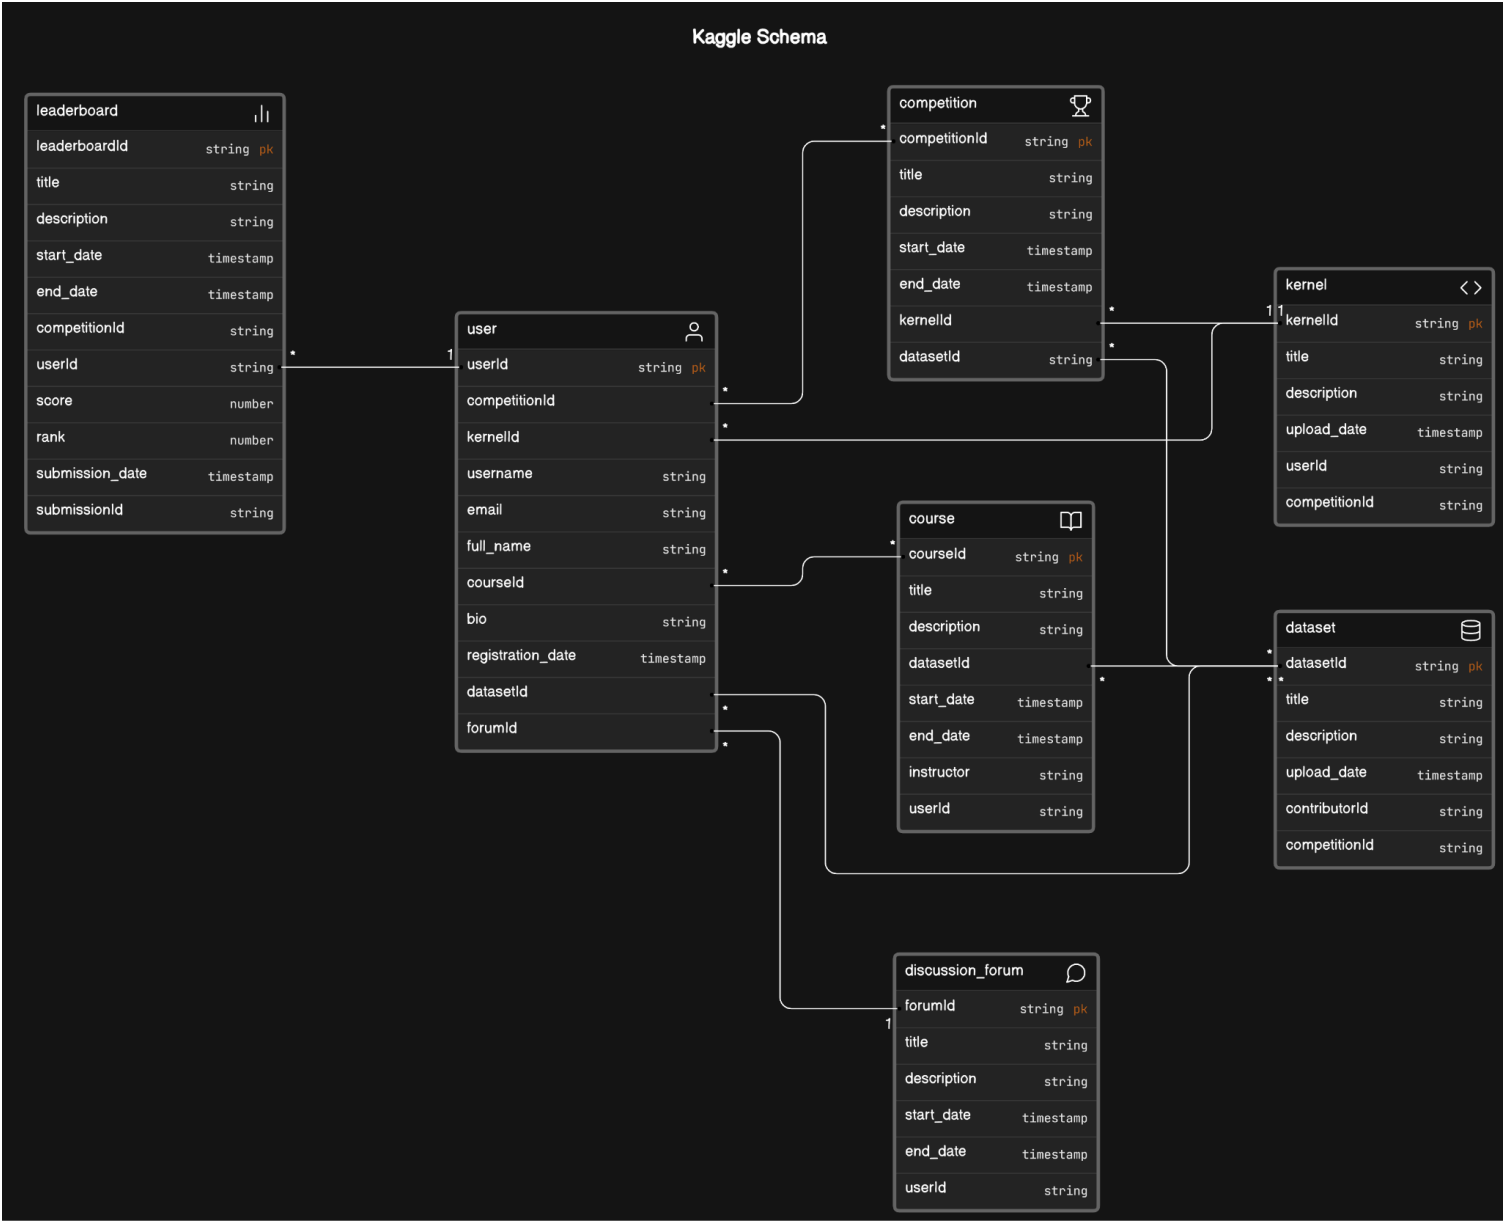 Kaggle Schema
leaderboard
leaderboardId string pk
title string
description string
start_date timestamp
end_date timestamp
competitionId string
userId string
score number
rank number
submission_date timestamp
submissionId string
* 1
user
userId string pk
competitionId *
kernelId *
username string
email string
full_name string
courseId *
bio string
registration_date timestamp
datasetId *
forumId *
competition
* competitionId string pk
title string
description string
start_date timestamp
end_date timestamp
kernelId *
datasetId string *
1 1
kernel
kernelId string pk
title string
description string
upload_date timestamp
userId string
competitionId string
course
* courseId string pk
title string
description string
datasetId *
start_date timestamp
end_date timestamp
instructor string
userId string
*
* *
dataset
datasetId string pk
title string
description string
upload_date timestamp
contributorId string
competitionId string
discussion_forum
1 forumId string pk
title string
description string
start_date timestamp
end_date timestamp
userId string